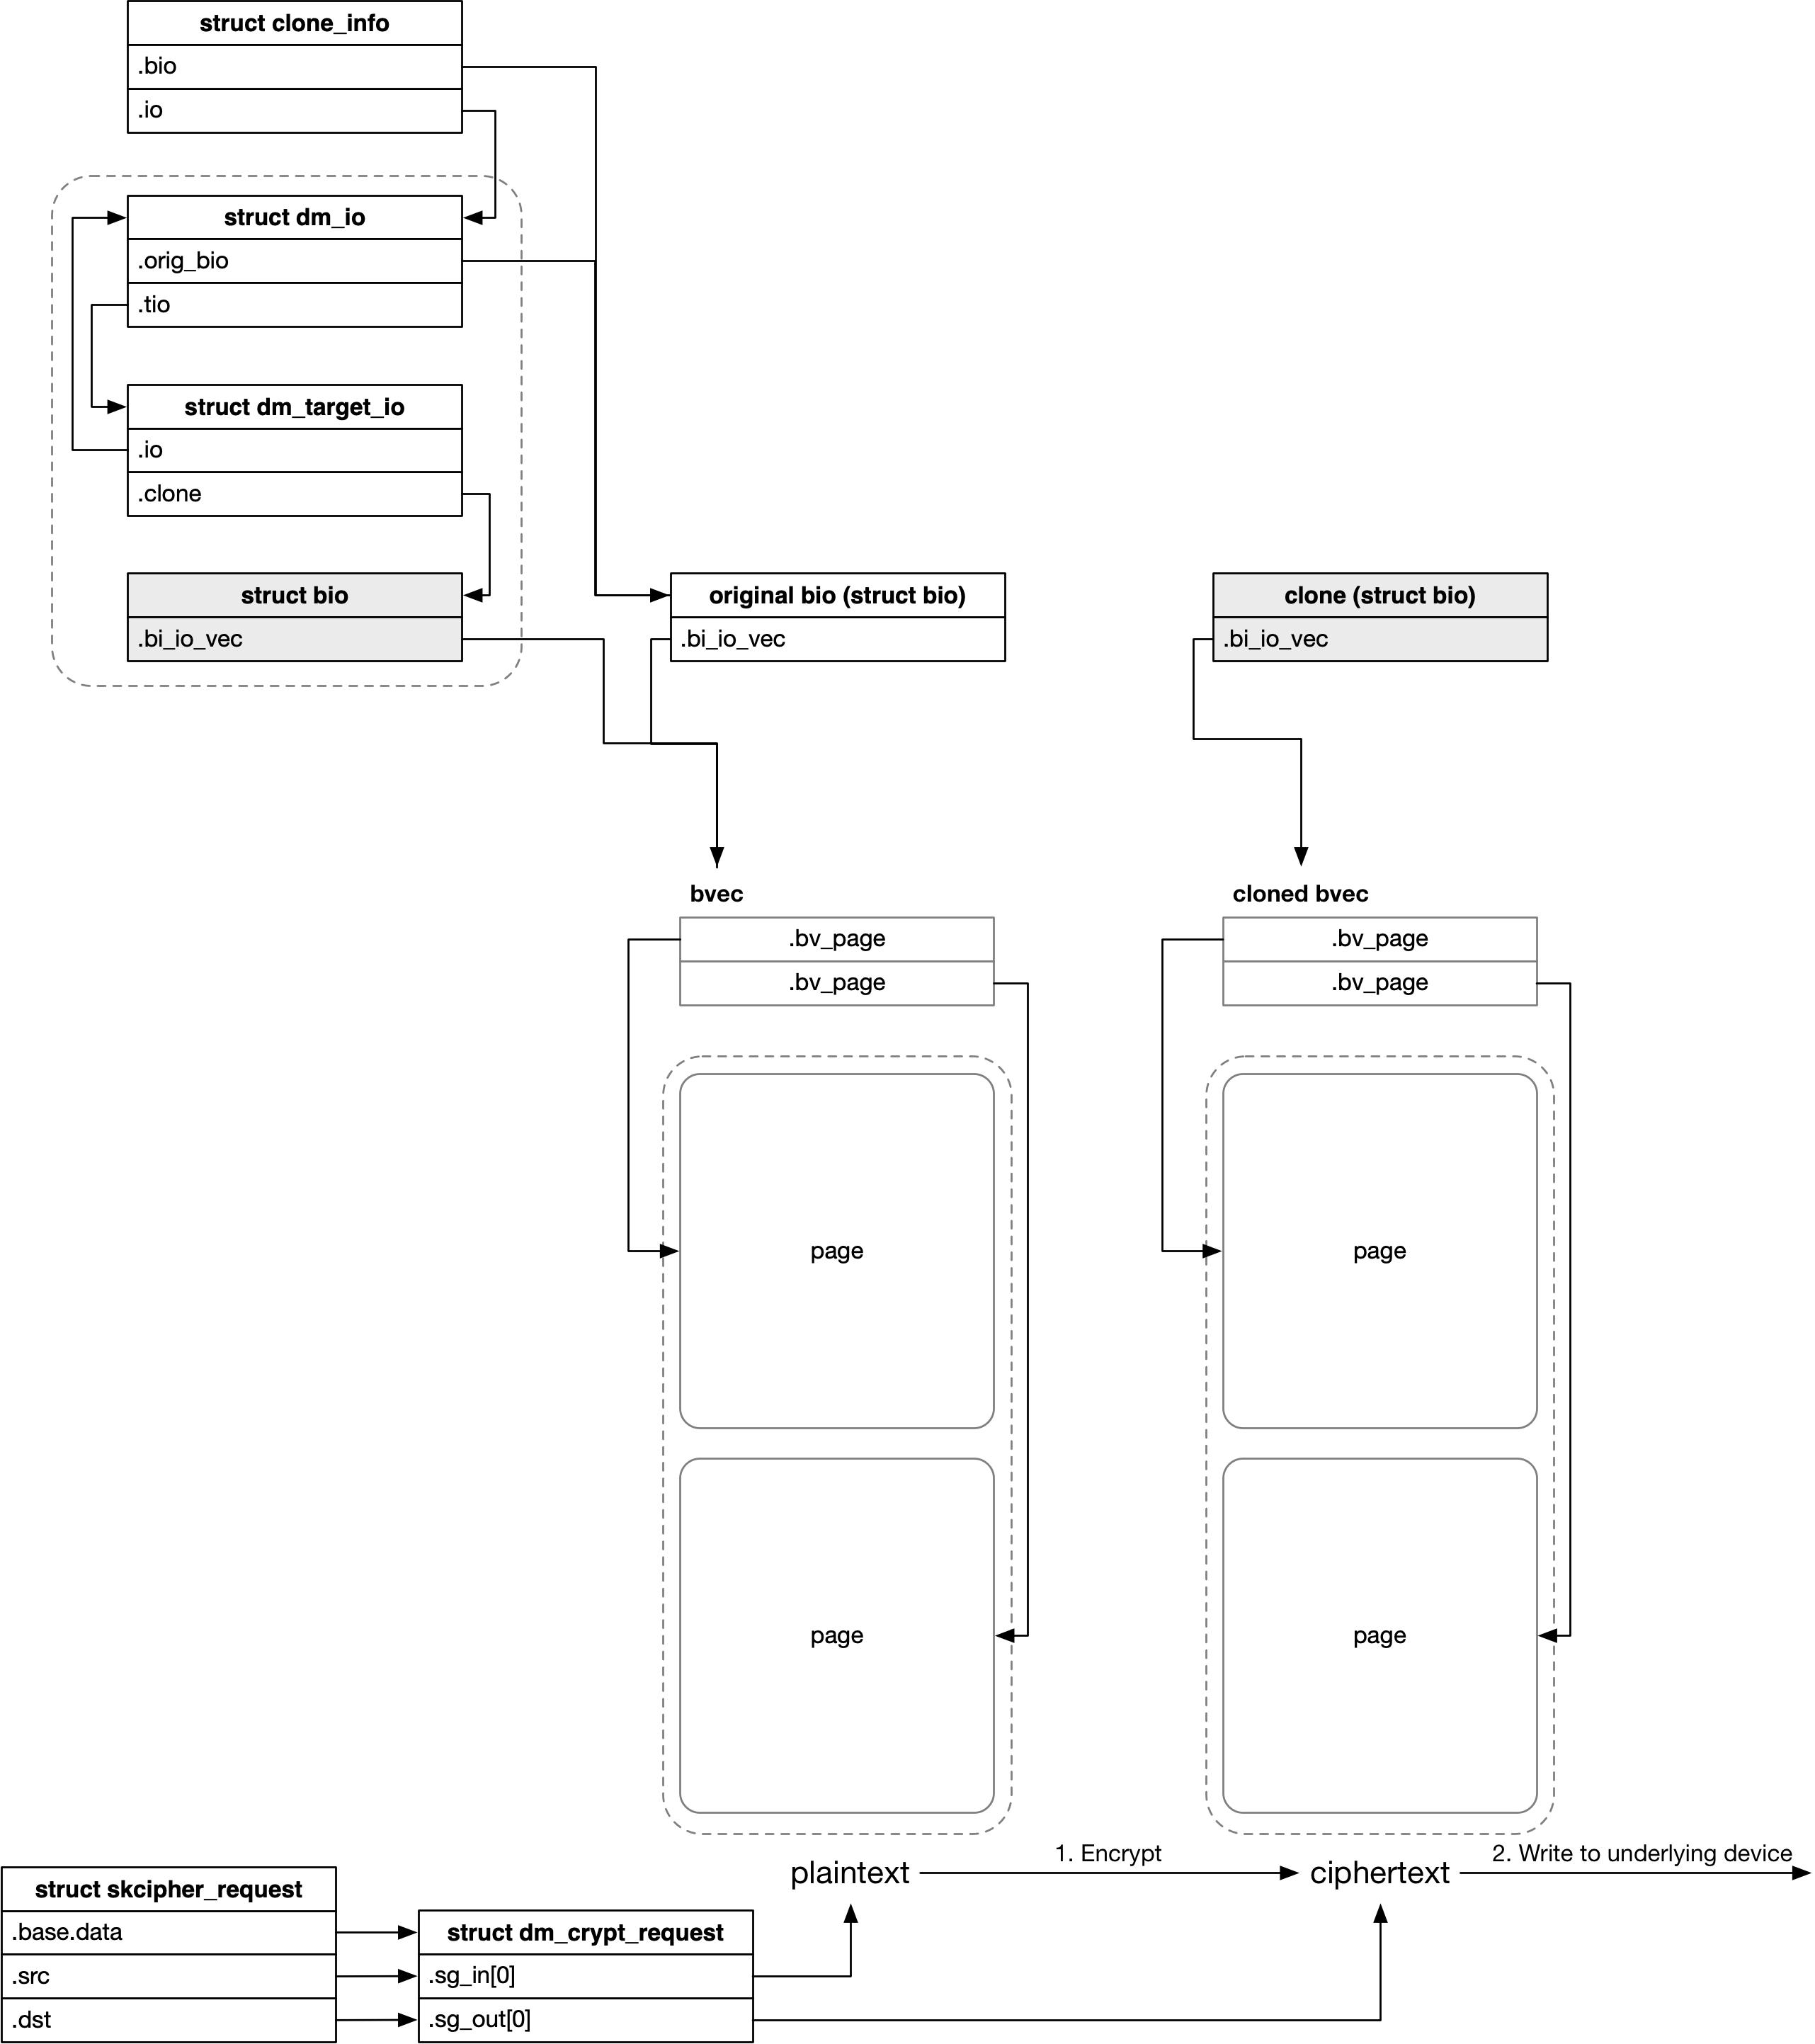 struct clone_info
.bio
.io
struct dm_io
.orig_bio
.tio
struct dm_target_io
.io
.clone
struct bio
.bi_io_vec
original bio (struct bio)
.bi_io_vec
clone (struct bio)
.bi_io_vec
bvec
.bv_page
.bv_page
page
page
cloned bvec
.bv_page
.bv_page
page
page
plaintext
1. Encrypt
ciphertext
2. Write to underlying device
struct skcipher_request
.base.data
.src
.dst
struct dm_crypt_request
.sg_in[0]
.sg_out[0]